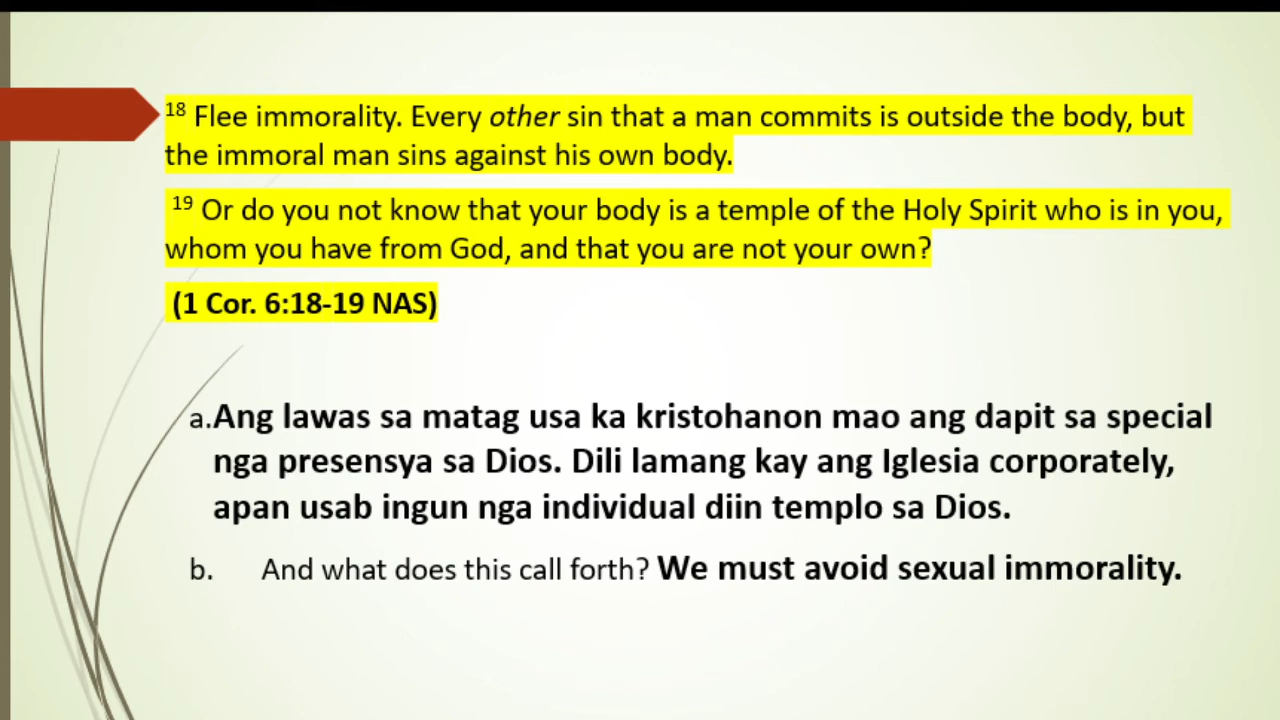 18 Flee immorality. Every other sin that a man commits is outside the body, but
the immoral man sins against his own body.
19 Or do you not know that your body is a temple of the Holy Spirit who is in you,
whom you have from God, and that you are not your own?
(1 Cor. 6:18-19 NAS)
a.Ang lawas sa matag usa ka kristohanon mao ang dapit sa special
nga presensya sa Dios. Dili lamang kay ang Iglesia corporately,
apan usab ingun nga individual diin templo sa Dios.
b. And what does this call forth? We must avoid sexual immorality.